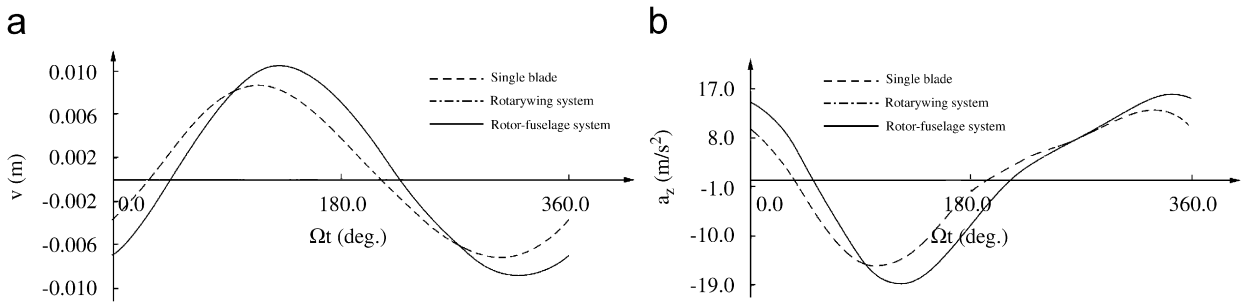 a
0.010
0.006
0.002
-0.002
-0.006
-0.010
v (m)
0.0
180.0
360.0
Ωt (deg.)
Single blade
Rotarywing system
Rotor-fuselage system
b
17.0
8.0
-1.0
-10.0
-19.0
a_z (m/s²)
0.0
180.0
360.0
Ωt (deg.)
Single blade
Rotarywing system
Rotor-fuselage system